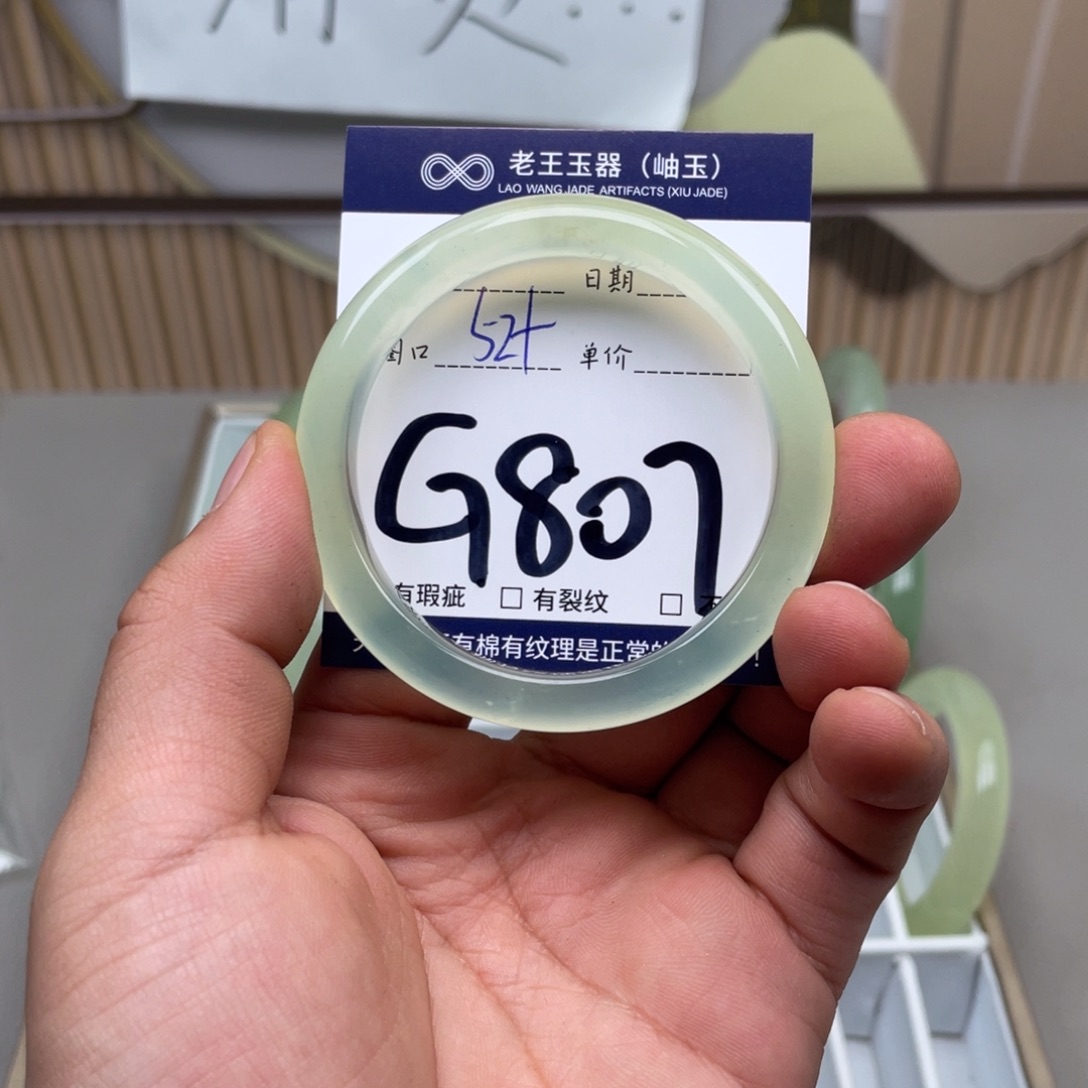 老王玉器（岫玉）
LAO WANG JADE ARTIFACTS (XIU JADE)
日期
圈口 52+ 单价
G807
有瑕疵 □ 有裂纹 □
有棉有纹理是正常的 !